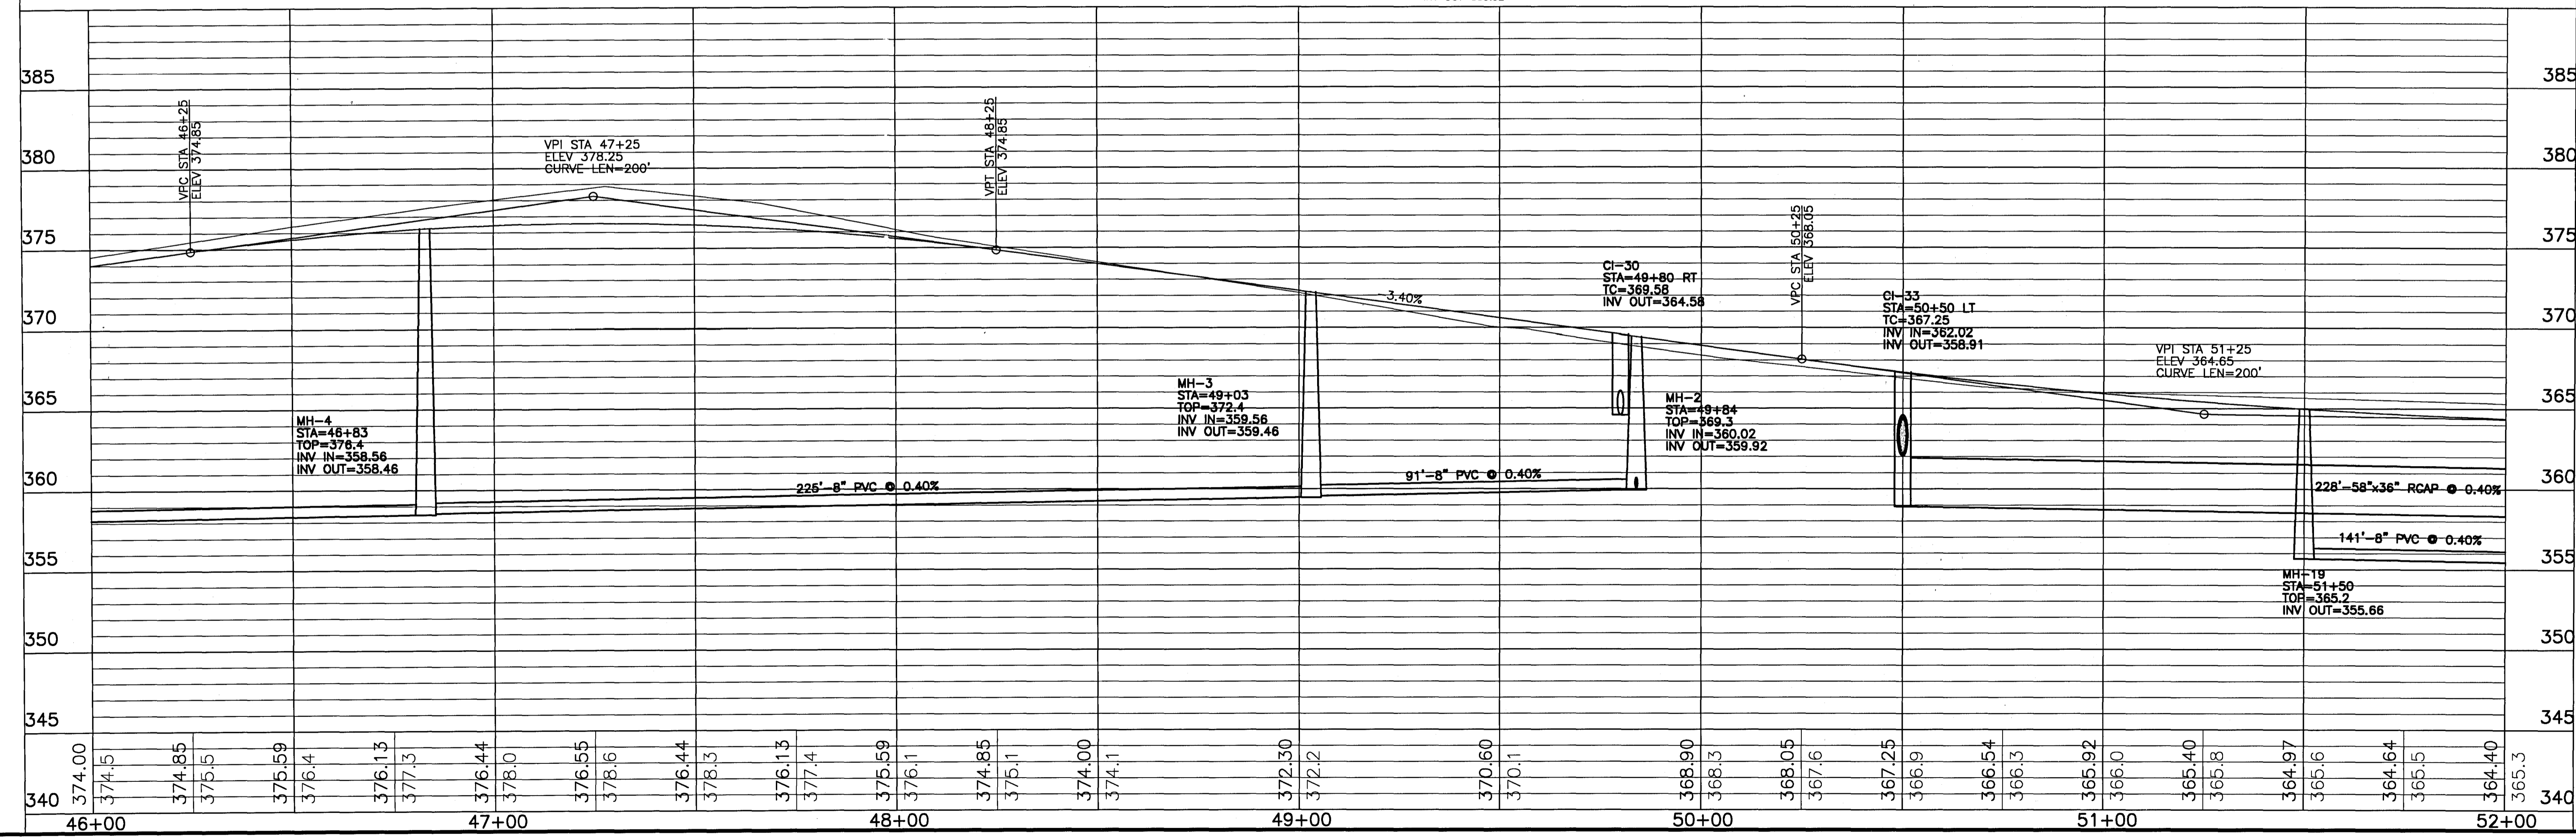 385
380
375
370
365
360
355
350
345
340
385
380
375
370
365
360
355
350
345
340
VPC STA 46+25
ELEV 374.85
VPI STA 47+25
ELEV 378.25
CURVE LEN=200'
VPT STA 48+25
ELEV 374.85
-3.40%
CI-30
STA=49+80 RT
TC=369.58
INV OUT=364.58
VPC STA 50+25
ELEV 368.05
CI-33
STA=50+50 LT
TC=367.25
INV IN=362.02
INV OUT=358.91
VPI STA 51+25
ELEV 364.65
CURVE LEN=200'
MH-4
STA=46+83
TOP=376.4
INV IN=358.56
INV OUT=358.46
MH-3
STA=49+03
TOP=372.4
INV IN=359.56
INV OUT=359.46
MH-2
STA=49+84
TOP=369.3
INV IN=360.02
INV OUT=359.92
225'-8" PVC @ 0.40%
91'-8" PVC @ 0.40%
228'-58"x36" RCAP @ 0.40%
141'-8" PVC @ 0.40%
MH-19
STA=51+50
TOP=365.2
INV OUT=355.66
374.00
374.5
374.85
375.5
375.59
376.4
376.13
377.3
376.44
378.0
376.55
378.6
376.44
378.3
376.13
377.4
375.59
376.1
374.85
375.1
374.00
374.1
372.30
372.2
370.60
370.1
368.90
368.3
368.05
367.6
367.25
366.9
366.54
366.3
365.92
366.0
365.40
365.8
364.97
365.6
364.64
365.5
364.40
365.3
46+00
47+00
48+00
49+00
50+00
51+00
52+00